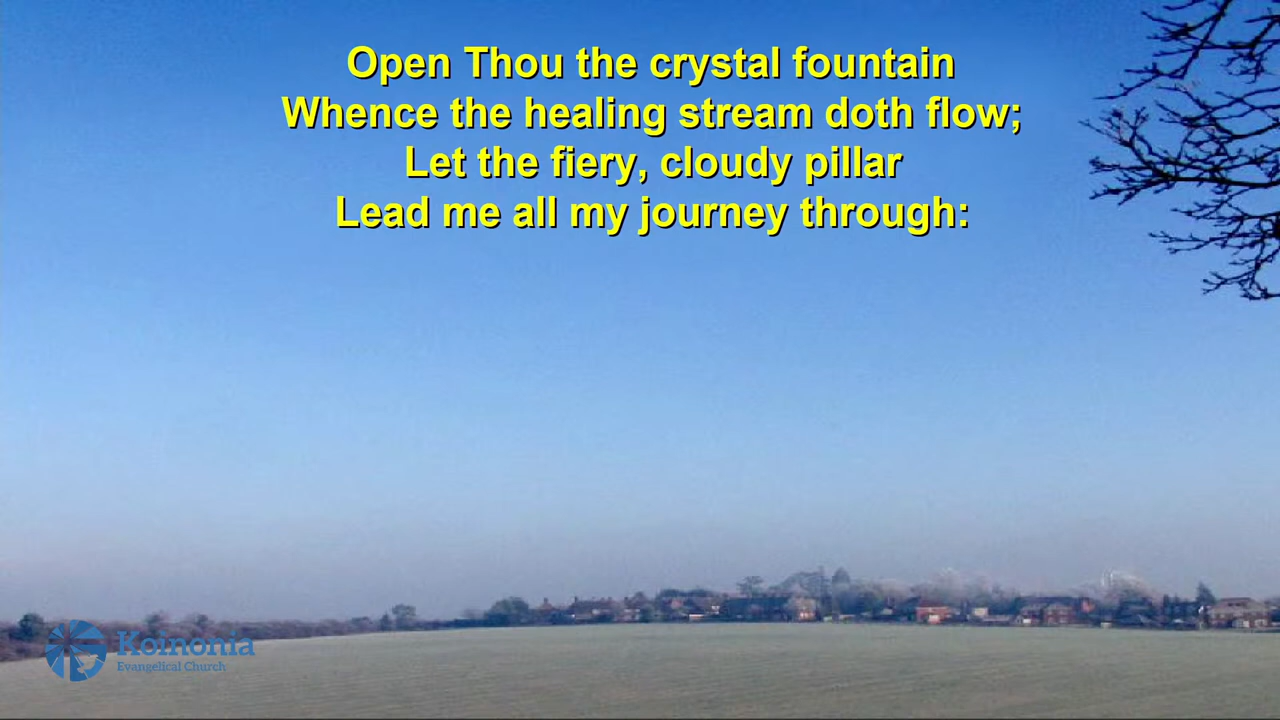 Open Thou the crystal fountain
Whence the healing stream doth flow;
Let the fiery, cloudy pillar
Lead me all my journey through:
Koinonia
Evangelical Church